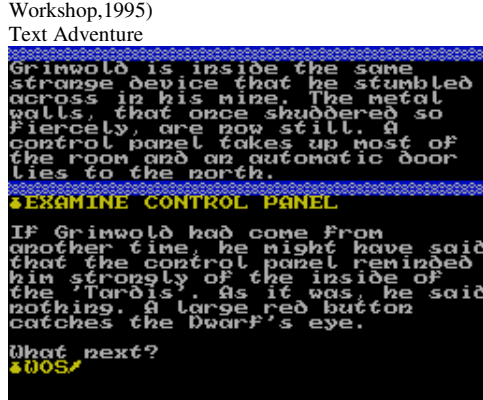 Workshop,1995)
Text Adventure
Grimwold is inside the same
strange device that he stumbled
across in his mine. The metal
walls, that once shuddered so
fiercely, are now still. A
control panel takes up most of
the room and an automatic door
lies to the north.
EXAMINE CONTROL PANEL
If Grimwold had come from
another time, he might have said
that the control panel reminded
him strongly of the inside of
the 'Tardis'. As it was, he said
nothing. A large red button
catches the Dwarf's eye.
What next?
WOS